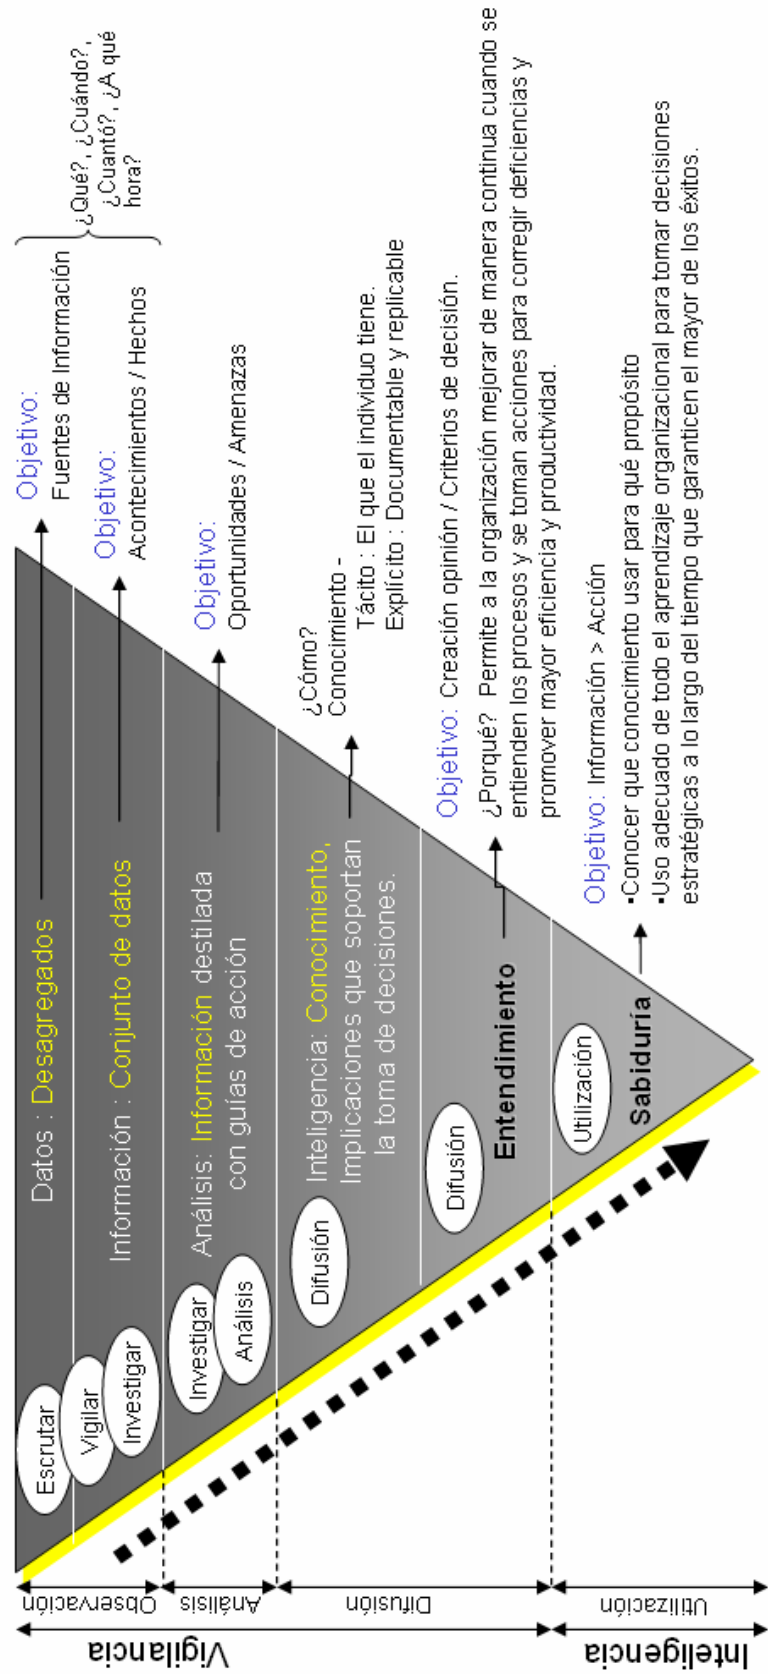 Vigilancia
Inteligencia
Observación
Análisis
Difusión
Utilización
Escrutar
Vigilar
Investigar
Datos : Desagregados
Información : Conjunto de datos
Objetivo:
Fuentes de Información
Objetivo:
Acontecimientos / Hechos
¿Qué?, ¿Cuándo?,
¿Cuantó?, ¿A qué
hora?
Investigar
Análisis
Análisis: Información destilada
con guías de acción
Objetivo:
Oportunidades / Amenazas
Difusión
Inteligencia: Conocimiento,
Implicaciones que soportan
la toma de decisiones.
¿Cómo?
Conocimiento -
Tácito : El que el individuo tiene.
Explícito : Documentable y replicable
Difusión
Entendimiento
Objetivo: Creación opinión / Criterios de decisión.
¿Porqué? Permite a la organización mejorar de manera continua cuando se
entienden los procesos y se toman acciones para corregir deficiencias y
promover mayor eficiencia y productividad.
Utilización
Sabiduría
Objetivo: Información > Acción
•Conocer que conocimiento usar para qué propósito
•Uso adecuado de todo el aprendizaje organizacional para tomar decisiones
estratégicas a lo largo del tiempo que garanticen el mayor de los éxitos.